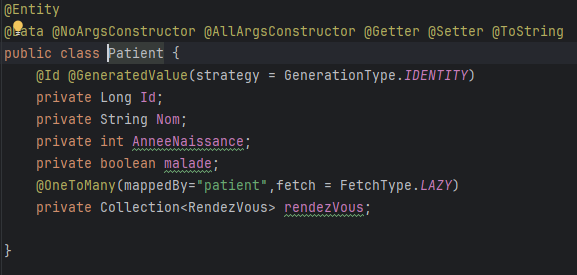 @Entity
@Data @NoArgsConstructor @AllArgsConstructor @Getter @Setter @ToString
public class Patient {
@Id @GeneratedValue(strategy = GenerationType.IDENTITY)
private Long Id;
private String Nom;
private int AnneeNaissance;
private boolean malade;
@OneToMany(mappedBy="patient",fetch = FetchType.LAZY)
private Collection<RendezVous> rendezVous;
}